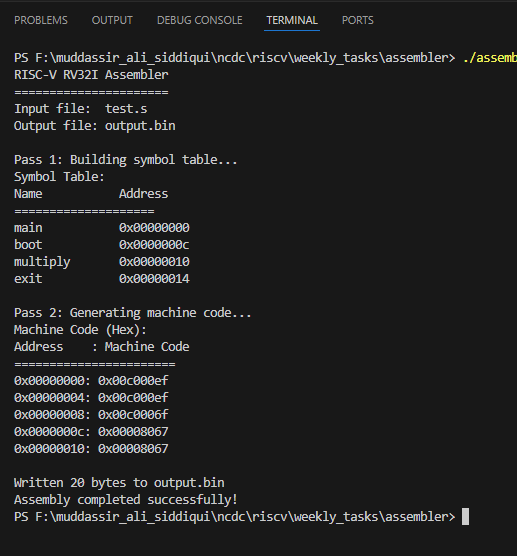 PROBLEMS OUTPUT DEBUG CONSOLE TERMINAL PORTS
PS F:\muddassir_ali_siddiqui\ncdc\riscv\weekly_tasks\assembler> ./assemb
RISC-V RV32I Assembler
======================
Input file:  test.s
Output file: output.bin

Pass 1: Building symbol table...
Symbol Table:
Name           Address
====================
main           0x00000000
boot           0x0000000c
multiply       0x00000010
exit           0x00000014

Pass 2: Generating machine code...
Machine Code (Hex):
Address    : Machine Code
=======================
0x00000000: 0x00c000ef
0x00000004: 0x00c000ef
0x00000008: 0x00c0006f
0x0000000c: 0x00008067
0x00000010: 0x00008067

Written 20 bytes to output.bin
Assembly completed successfully!
PS F:\muddassir_ali_siddiqui\ncdc\riscv\weekly_tasks\assembler>